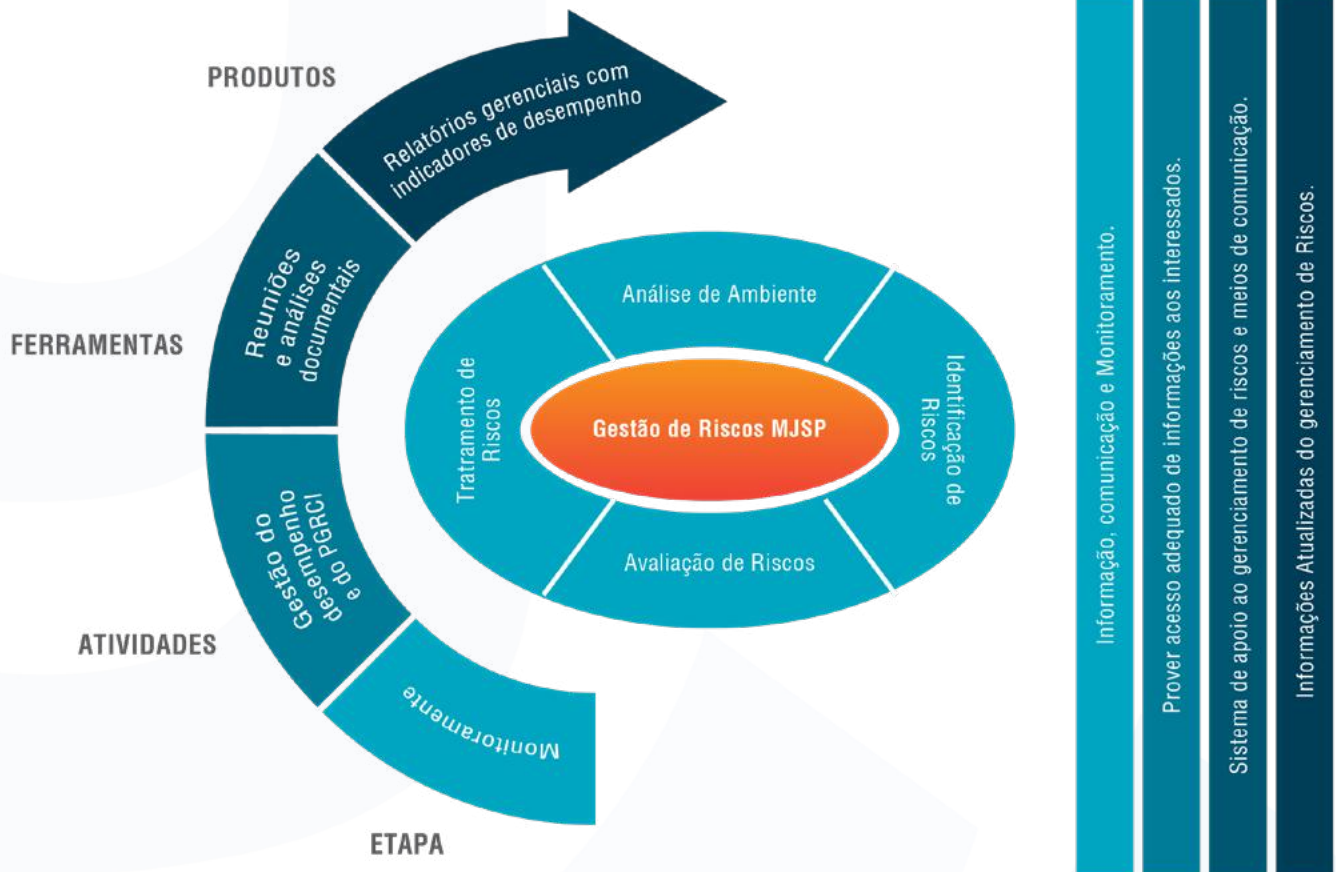 PRODUTOS
Relatórios gerenciais com
indicadores de desempenho
FERRAMENTAS
Reuniões
e análises
documentais
ATIVIDADES
Gestão do
desempenho
e do PGRCI
ETAPA
Monitoramente
Análise de Ambiente
Identificação de
Riscos
Avaliação de Riscos
Tratramento de
Riscos
Gestão de Riscos MJSP
Informação, comunicação e Monitoramento.
Prover acesso adequado de informações aos interessados.
Sistema de apoio ao gerenciamento de riscos e meios de comunicação.
Informações Atualizadas do gerenciamento de Riscos.